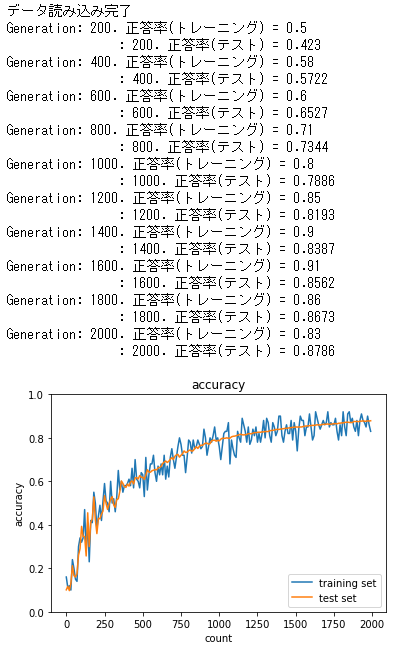 データ読み込み完了
Generation: 200. 正答率(トレーニング) = 0.5
: 200. 正答率(テスト) = 0.423
Generation: 400. 正答率(トレーニング) = 0.58
: 400. 正答率(テスト) = 0.5722
Generation: 600. 正答率(トレーニング) = 0.6
: 600. 正答率(テスト) = 0.6527
Generation: 800. 正答率(トレーニング) = 0.71
: 800. 正答率(テスト) = 0.7344
Generation: 1000. 正答率(トレーニング) = 0.8
: 1000. 正答率(テスト) = 0.7886
Generation: 1200. 正答率(トレーニング) = 0.85
: 1200. 正答率(テスト) = 0.8193
Generation: 1400. 正答率(トレーニング) = 0.9
: 1400. 正答率(テスト) = 0.8387
Generation: 1600. 正答率(トレーニング) = 0.91
: 1600. 正答率(テスト) = 0.8562
Generation: 1800. 正答率(トレーニング) = 0.86
: 1800. 正答率(テスト) = 0.8673
Generation: 2000. 正答率(トレーニング) = 0.83
: 2000. 正答率(テスト) = 0.8786
accuracy
1.0
0.8
0.6
0.4
0.2
0.0
accuracy
training set
test set
0 250 500 750 1000 1250 1500 1750 2000
count